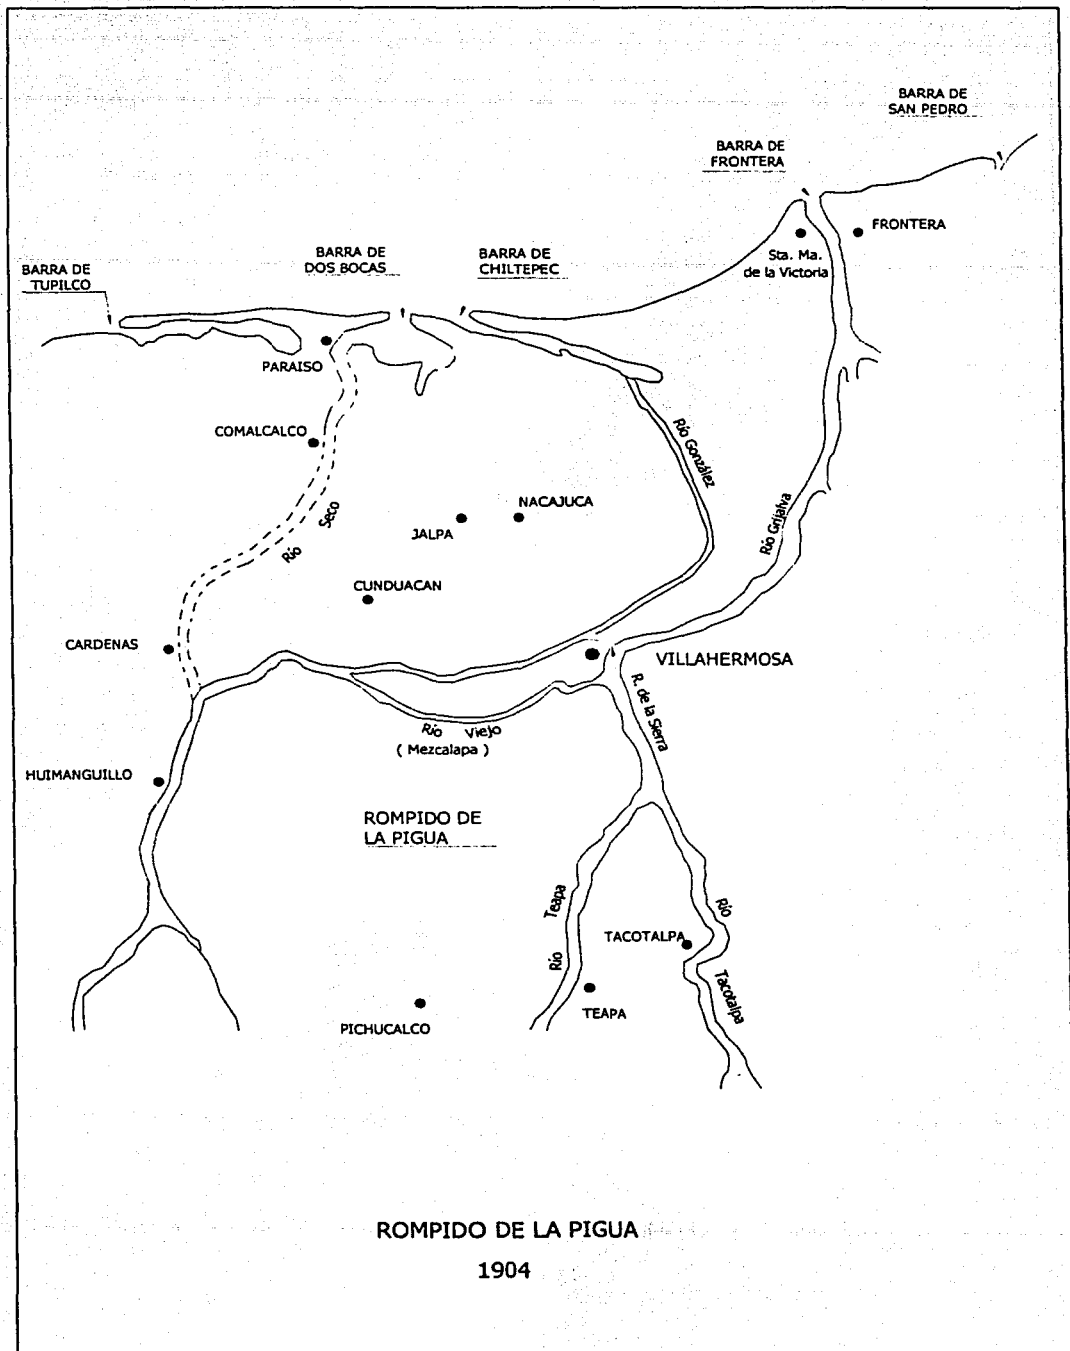 BARRA DE
SAN PEDRO
BARRA DE
FRONTERA
FRONTERA
Sta. Ma.
de la Victoria
BARRA DE
DOS BOCAS
BARRA DE
CHILTEPEC
BARRA DE
TUPILCO
PARAISO
COMALCALCO
Río González
NACAJUCA
JALPA
Río Seco
Río Grijalva
CUNDUACAN
CARDENAS
VILLAHERMOSA
R. de la Sierra
Río Viejo
( Mezcalapa )
HUIMANGUILLO
ROMPIDO DE
LA PIGUA
Río Teapa
Río Tacotalpa
TACOTALPA
TEAPA
PICHUCALCO
ROMPIDO DE LA PIGUA
1904